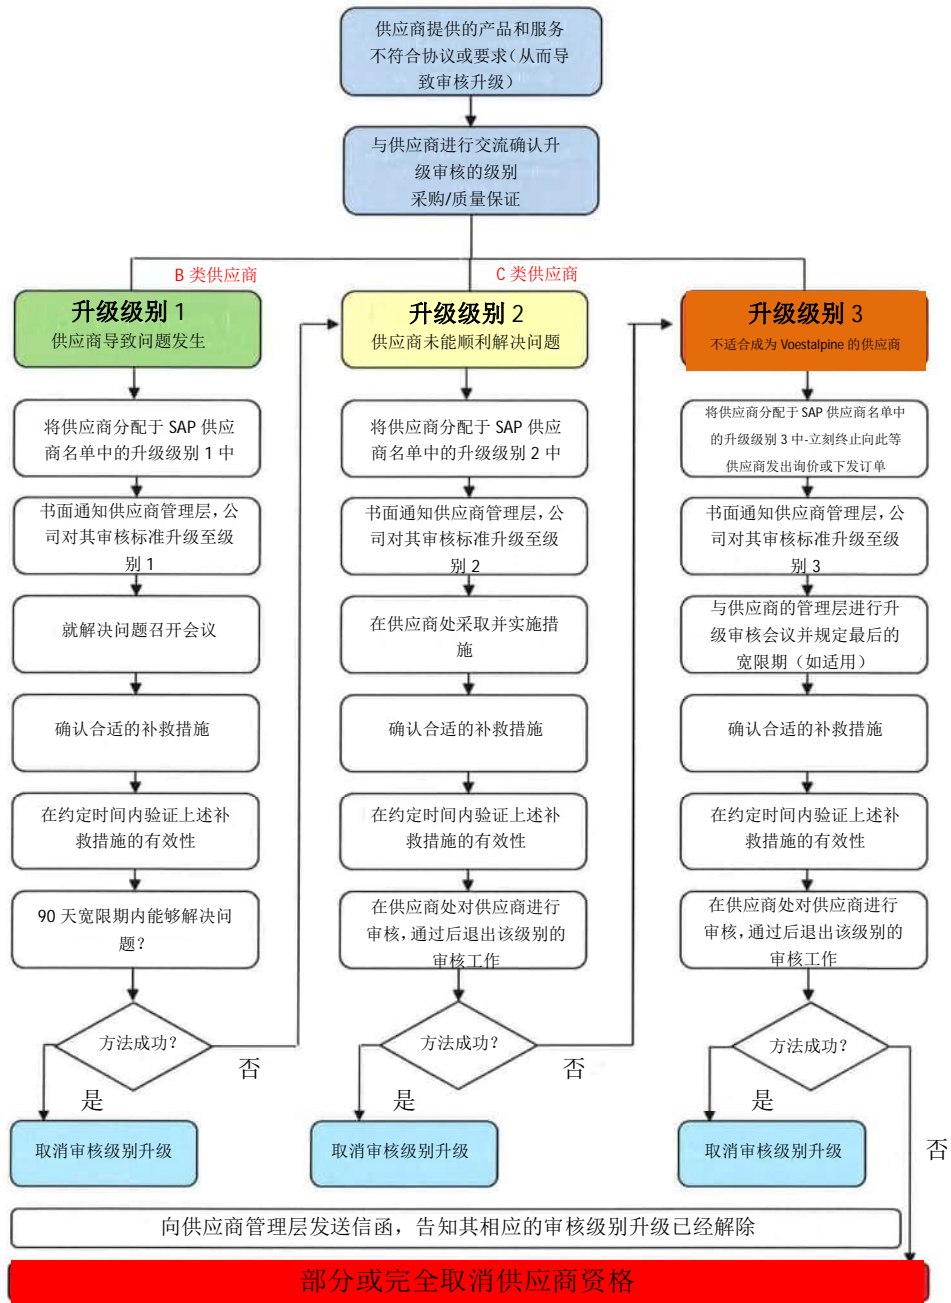 供应商提供的产品和服务
不符合协议或要求（从而导
致审核升级）
与供应商进行交流确认升
级审核的级别
采购/质量保证
B 类供应商
C 类供应商
升级级别 1
供应商导致问题发生
将供应商分配于 SAP 供应
商名单中的升级级别 1 中
书面通知供应商管理层，公
司对其审核标准升级至级
别 1
就解决问题召开会议
确认合适的补救措施
在约定时间内验证上述补
救措施的有效性
90 天宽限期内能够解决问
题？
方法成功？
否
是
取消审核级别升级
升级级别 2
供应商未能顺利解决问题
将供应商分配于 SAP 供应
商名单中的升级级别 2 中
书面通知供应商管理层，公
司对其审核标准升级至级
别 2
在供应商处采取并实施措
施
确认合适的补救措施
在约定时间内验证上述补
救措施的有效性
在供应商处对供应商进行
审核，通过后退出该级别的
审核工作
方法成功？
否
是
取消审核级别升级
升级级别 3
不适合成为 Voestalpine 的供应商
将供应商分配于 SAP 供应商名单中
的升级级别 3 中-立刻终止向此等
供应商发出询价或下发订单
书面通知供应商管理层，公
司对其审核标准升级至级
别 3
与供应商的管理层进行升
级审核会议并规定最后的
宽限期（如适用）
确认合适的补救措施
在约定时间内验证上述补
救措施的有效性
在供应商处对供应商进行
审核，通过后退出该级别的
审核工作
方法成功？
是
否
取消审核级别升级
向供应商管理层发送信函，告知其相应的审核级别升级已经解除
部分或完全取消供应商资格